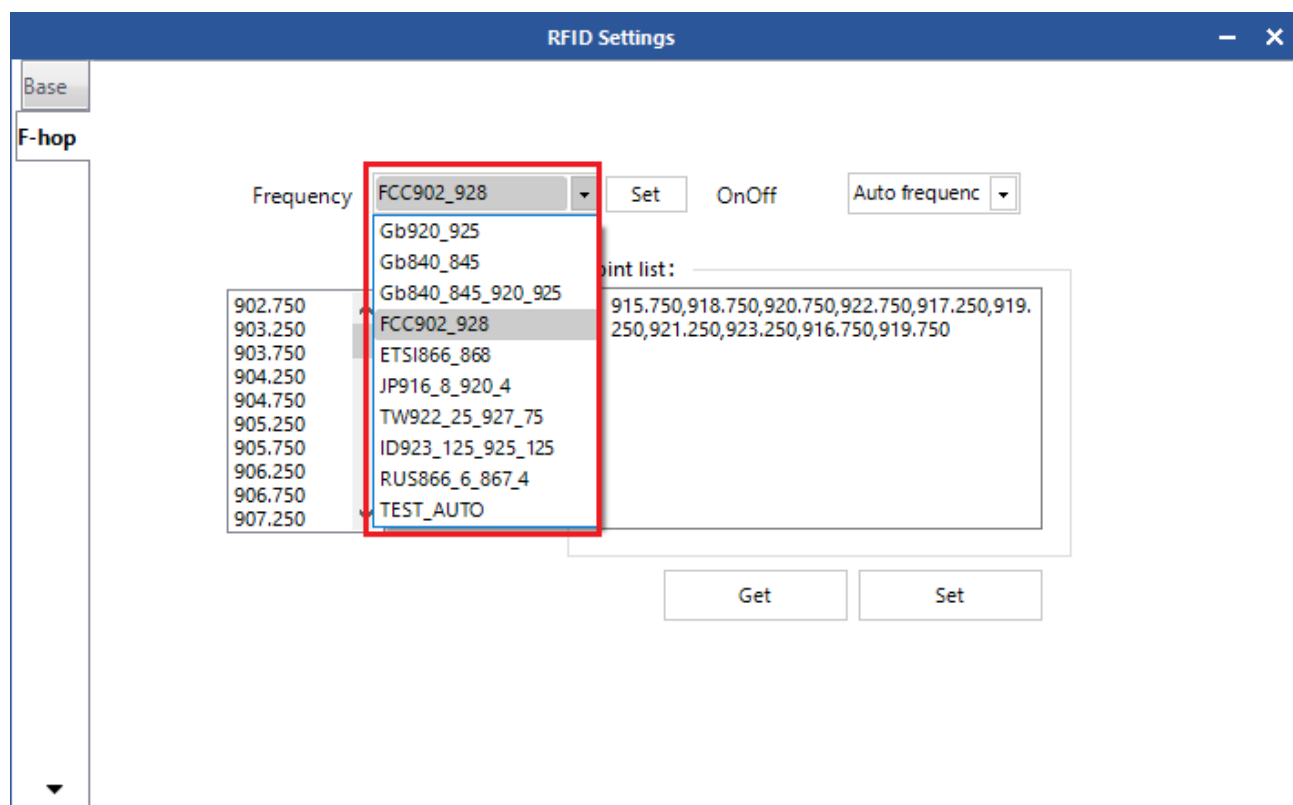 RFID Settings
Base
F-hop
Frequency
FCC902_928
Set
OnOff
Auto frequenc
Gb920_925
Gb840_845
Gb840_845_920_925
FCC902_928
ETSI866_868
JP916_8_920_4
TW922_25_927_75
ID923_125_925_125
RUS866_6_867_4
TEST_AUTO
902.750
903.250
903.750
904.250
904.750
905.250
905.750
906.250
906.750
907.250
list:
915.750,918.750,920.750,922.750,917.250,919.
250,921.250,923.250,916.750,919.750
Get
Set